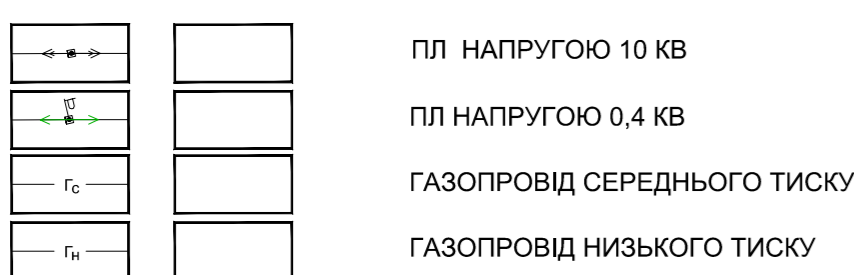 ПЛ НАПРУГОЮ 10 КВ
ПЛ НАПРУГОЮ 0,4 КВ
Гс ГАЗОПРОВІД СЕРЕДНЬОГО ТИСКУ
Гн ГАЗОПРОВІД НИЗЬКОГО ТИСКУ